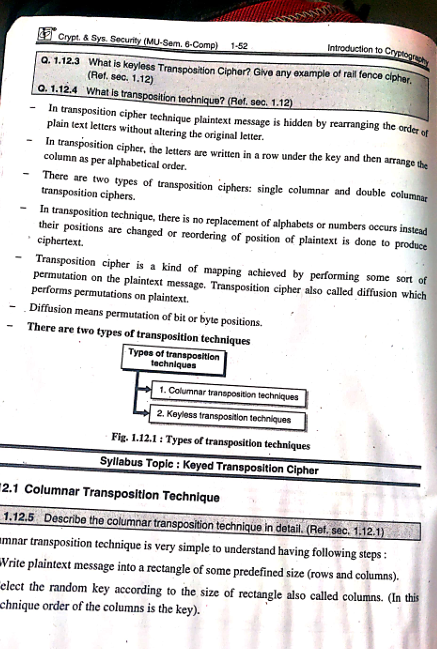 Crypt. & Sys. Security (MU-Sem. 6-Comp) 1-52 Introduction to Cryptography
Q. 1.12.3 What is keyless Transposition Cipher? Give any example of rail fence cipher.
(Ref. sec. 1.12)
Q. 1.12.4 What is transposition technique? (Ref. sec. 1.12)
– In transposition cipher technique plaintext message is hidden by rearranging the order of
plain text letters without altering the original letter.
– In transposition cipher, the letters are written in a row under the key and then arrange the
column as per alphabetical order.
– There are two types of transposition ciphers: single columnar and double columnar
transposition ciphers.
– In transposition technique, there is no replacement of alphabets or numbers occurs instead
their positions are changed or reordering of position of plaintext is done to produce
ciphertext.
– Transposition cipher is a kind of mapping achieved by performing some sort of
permutation on the plaintext message. Transposition cipher also called diffusion which
performs permutations on plaintext.
– Diffusion means permutation of bit or byte positions.
– There are two types of transposition techniques
Types of transposition
techniques
1. Columnar transposition techniques
2. Keyless transposition techniques
Fig. 1.12.1 : Types of transposition techniques
Syllabus Topic : Keyed Transposition Cipher
12.1 Columnar Transposition Technique
1.12.5 Describe the columnar transposition technique in detail. (Ref. sec. 1.12.1)
umnar transposition technique is very simple to understand having following steps :
Write plaintext message into a rectangle of some predefined size (rows and columns).
elect the random key according to the size of rectangle also called columns. (In this
chnique order of the columns is the key).